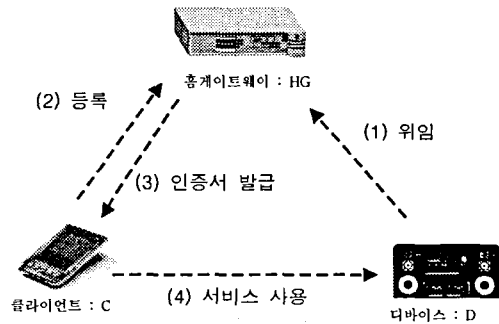 홈게이트웨이 : HG
(2) 등록
(1) 위임
(3) 인증서 발급
(4) 서비스 사용
클라이언트 : C
디바이스 : D